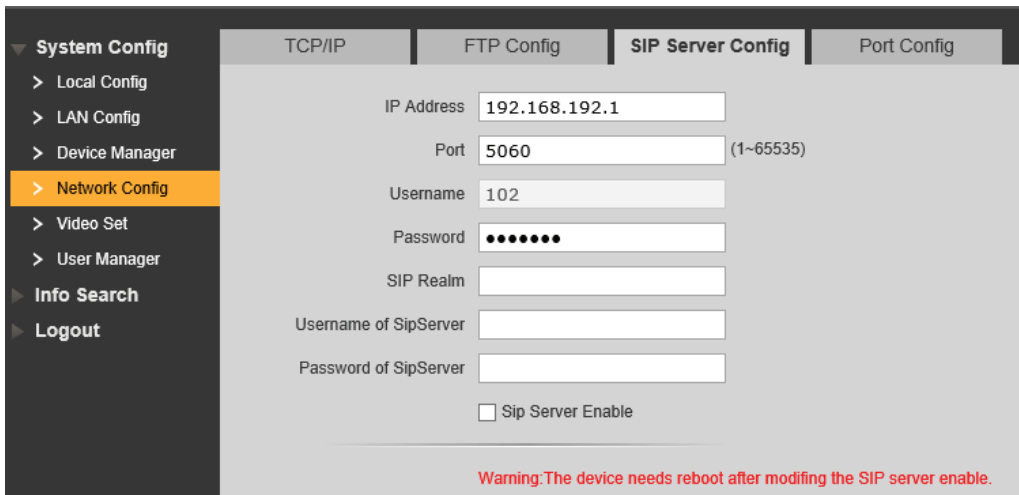 System Config
Local Config
LAN Config
Device Manager
Network Config
Video Set
User Manager
Info Search
Logout
TCP/IP FTP Config SIP Server Config Port Config
IP Address 192.168.192.1
Port 5060 (1~65535)
Username 102
Password •••••••
SIP Realm
Username of SipServer
Password of SipServer
Sip Server Enable
Warning:The device needs reboot after modifing the SIP server enable.